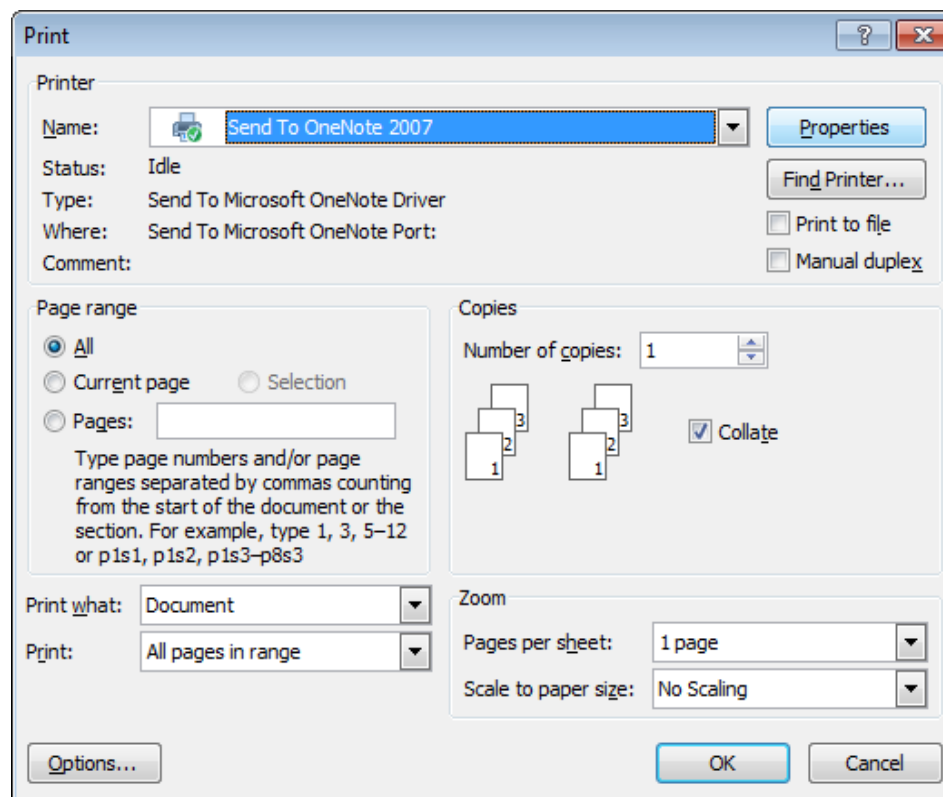 Print
Printer
Name: Send To OneNote 2007 Properties
Status: Idle
Find Printer...
Type: Send To Microsoft OneNote Driver
Where: Send To Microsoft OneNote Port:
Print to file
Comment:
Manual duplex
Page range
All
Current page Selection
Pages:
Type page numbers and/or page
ranges separated by commas counting
from the start of the document or the
section. For example, type 1, 3, 5–12
or p1s1, p1s2, p1s3–p8s3
Copies
Number of copies: 1
3 3
2 2
1 1
Collate
Print what: Document
Print: All pages in range
Zoom
Pages per sheet: 1 page
Scale to paper size: No Scaling
Options... OK Cancel